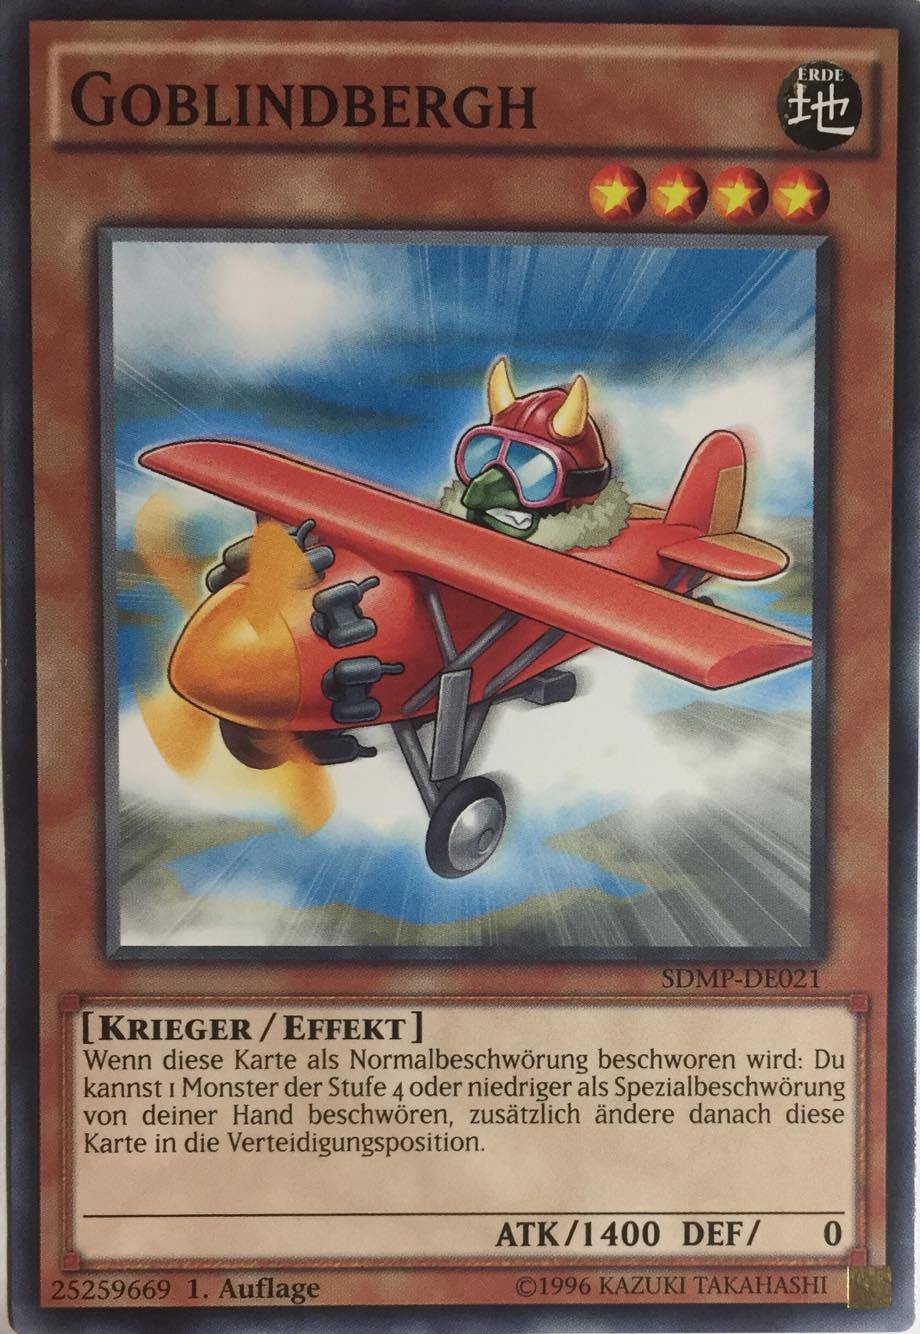 GOBLINDBERGH
ERDE
地
SDMP-DE021
[KRIEGER/EFFEKT]
Wenn diese Karte als Normalbeschwörung beschworen wird: Du
kannst 1 Monster der Stufe 4 oder niedriger als Spezialbeschwörung
von deiner Hand beschwören, zusätzlich ändere danach diese
Karte in die Verteidigungsposition.
ATK/1400 DEF/ 0
25259669 1. Auflage ©1996 KAZUKI TAKAHASHI